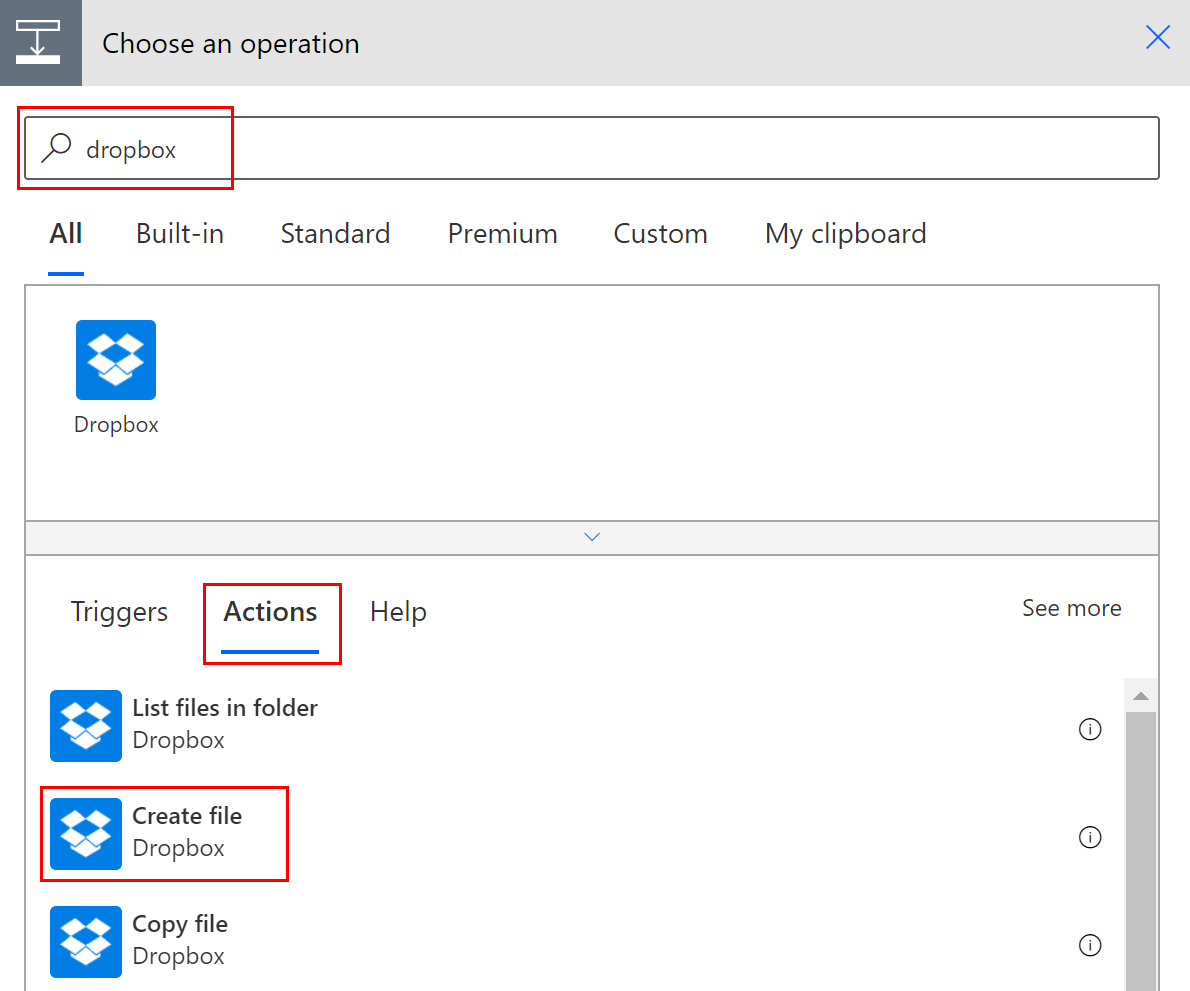 Choose an operation
dropbox
All Built-in Standard Premium Custom My clipboard
Dropbox
Triggers Actions Help See more
List files in folder
Dropbox
Create file
Dropbox
Copy file
Dropbox